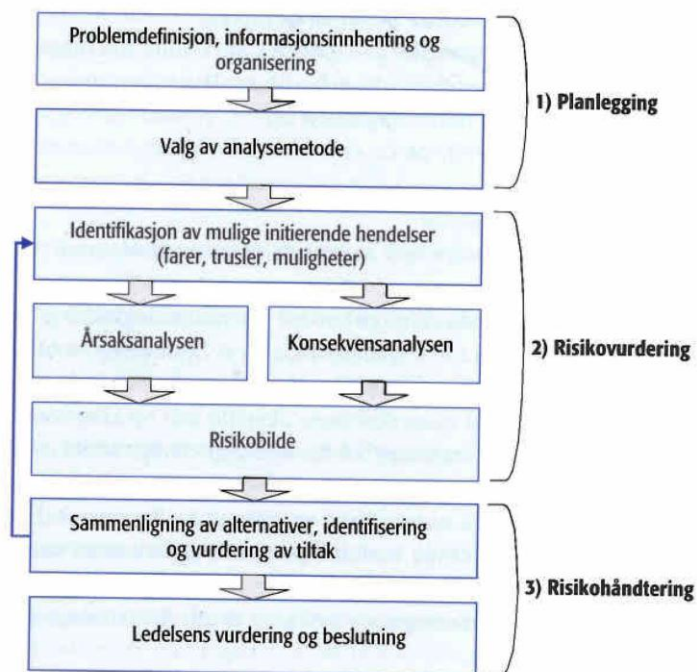 Problemdefinisjon, informasjonsinnhenting og
organisering
Valg av analysemetode
1) Planlegging
Identifikasjon av mulige initierende hendelser
(farer, trusler, muligheter)
Årsaksanalysen
Konsekvensanalysen
Risikobilde
2) Risikovurdering
Sammenligning av alternativer, identifisering
og vurdering av tiltak
Ledelsens vurdering og beslutning
3) Risikohåndtering